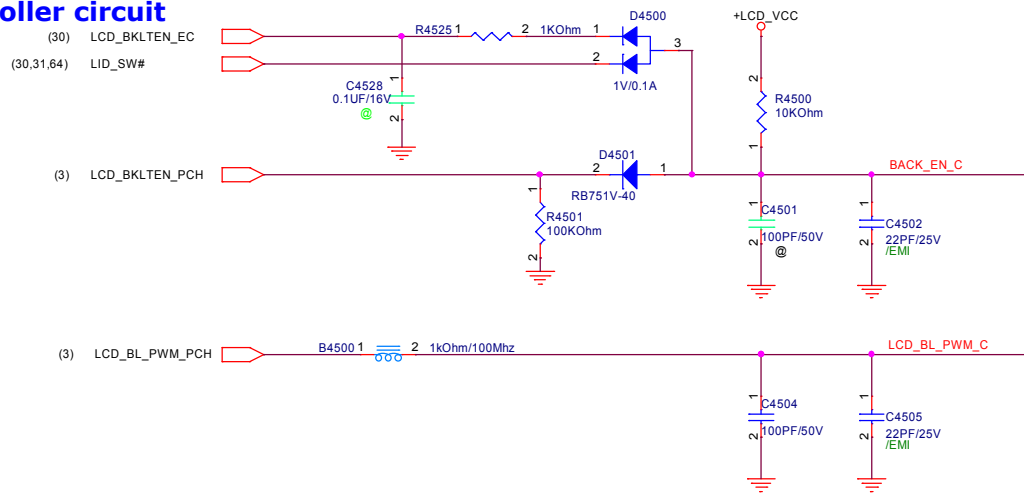 oller circuit
(30) LCD_BKLTEN_EC R4525 1 2 1KOhm 1 D4500 3
(30,31,64) LID_SW# 2
1V/0.1A
+LCD_VCC
1
C4528
0.1UF/16V
@
2
2
R4500
10KOhm
1
(3) LCD_BKLTEN_PCH 2 D4501 1
RB751V-40
BACK_EN_C
1
R4501
100KOhm
2
1
C4501
100PF/50V
2
@
1
C4502
22PF/25V
2
/EMI
(3) LCD_BL_PWM_PCH B4500 1 2 1kOhm/100Mhz LCD_BL_PWM_C
1
C4504
100PF/50V
2
1
C4505
22PF/25V
2
/EMI